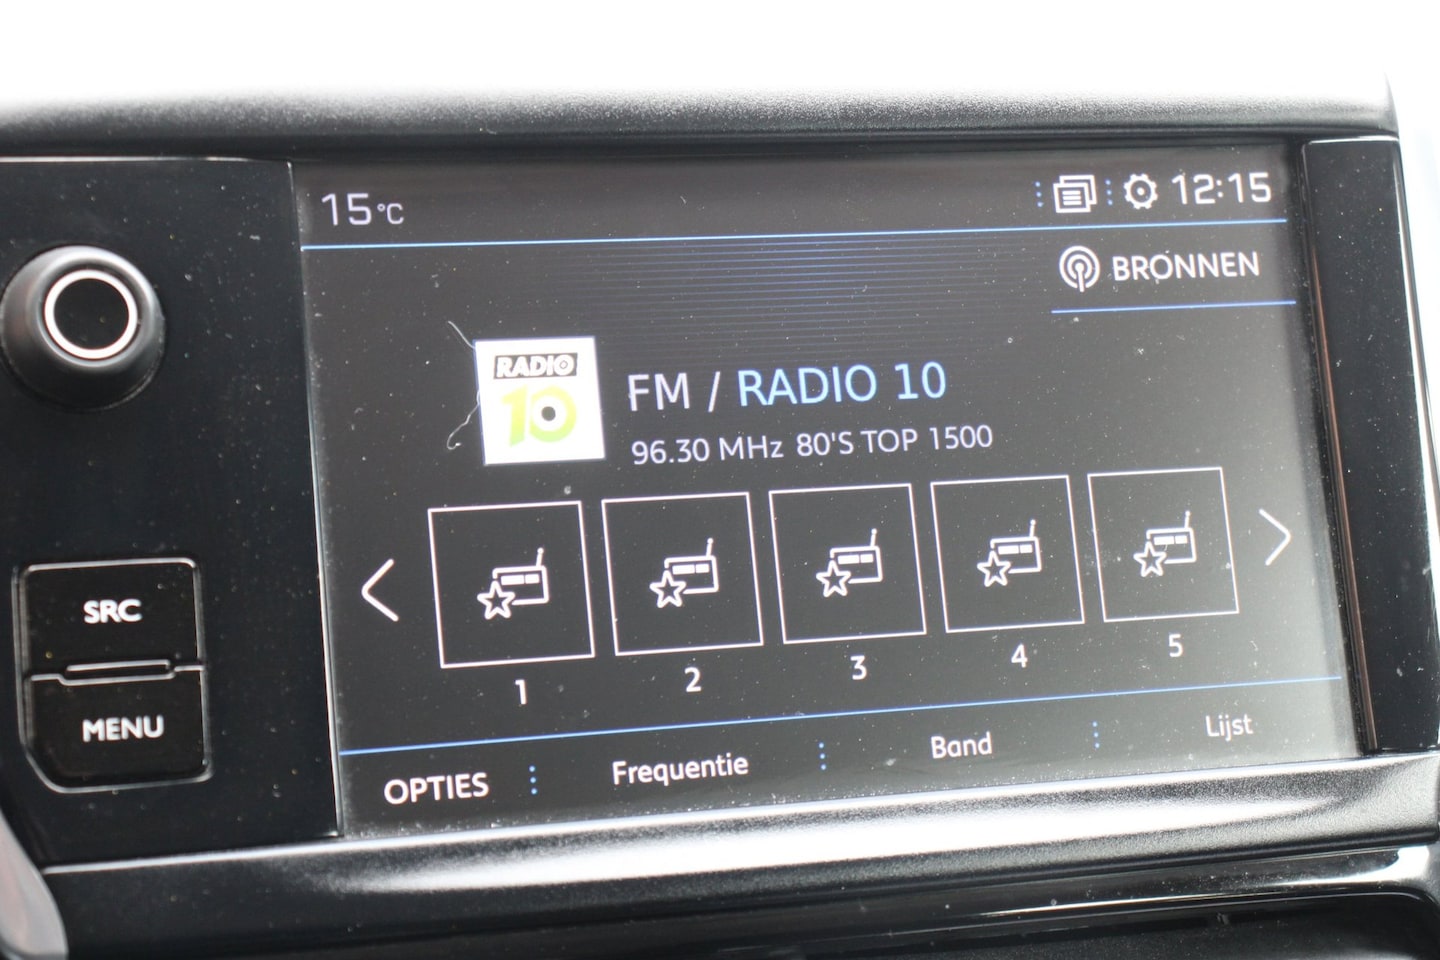 15°C
12:15
BRONNEN
RADIO
10
FM / RADIO 10
96.30 MHz 80'S TOP 1500
1 2 3 4 5
SRC
MENU
OPTIES Frequentie Band Lijst